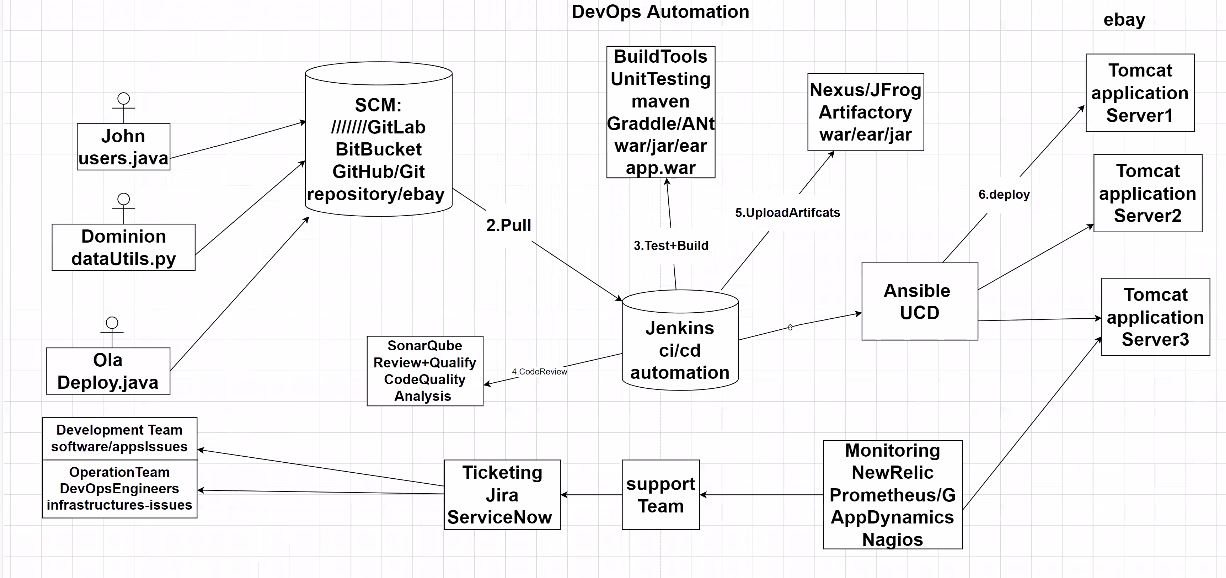 DevOps Automation
ebay
John
users.java
Dominion
dataUtils.py
Ola
Deploy.java
SCM:
///////GitLab
BitBucket
GitHub/Git
repository/ebay
2.Pull
BuildTools
UnitTesting
maven
Graddle/ANt
war/jar/ear
app.war
3.Test+Build
Nexus/JFrog
Artifactory
war/ear/jar
5.UploadArtifcats
Jenkins
ci/cd
automation
4.CodeReview
SonarQube
Review+Qualify
CodeQuality
Analysis
Ansible
UCD
6.deploy
Tomcat
application
Server1
Tomcat
application
Server2
Tomcat
application
Server3
Monitoring
NewRelic
Prometheus/G
AppDynamics
Nagios
support
Team
Ticketing
Jira
ServiceNow
Development Team
software/appsIssues
OperationTeam
DevOpsEngineers
infrastructures-issues